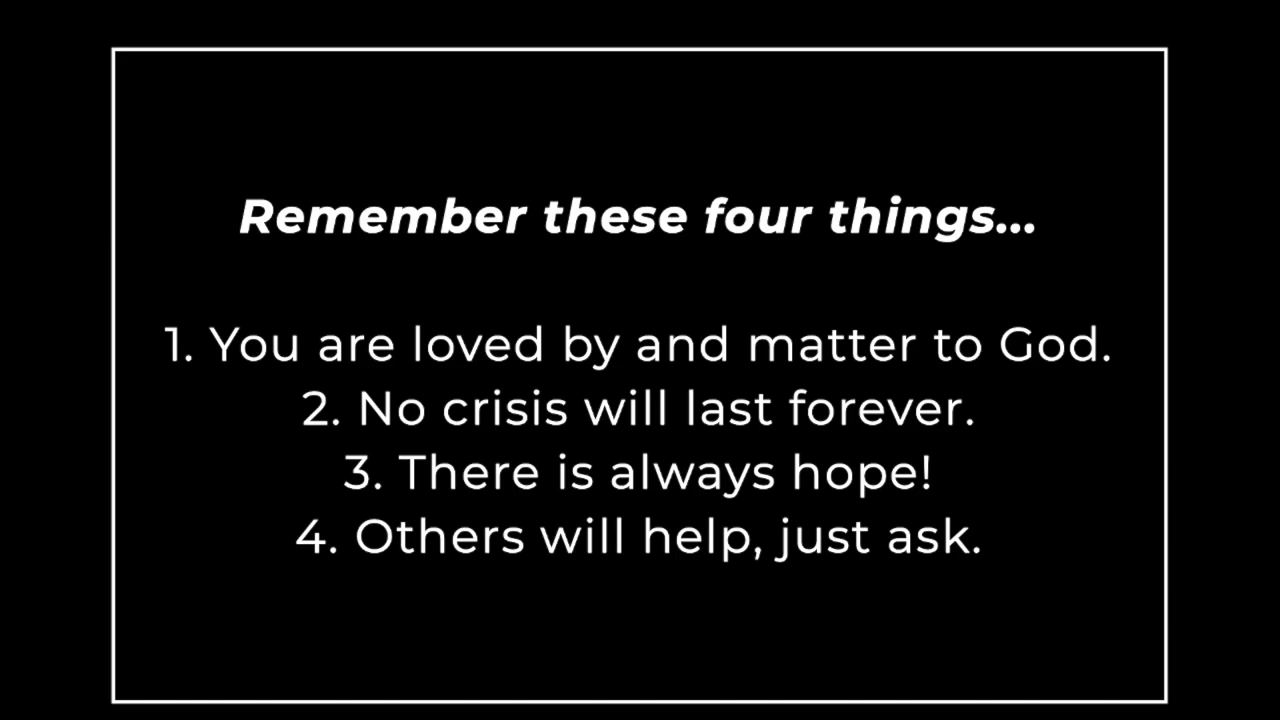 Remember these four things...
1. You are loved by and matter to God.
2. No crisis will last forever.
3. There is always hope!
4. Others will help, just ask.